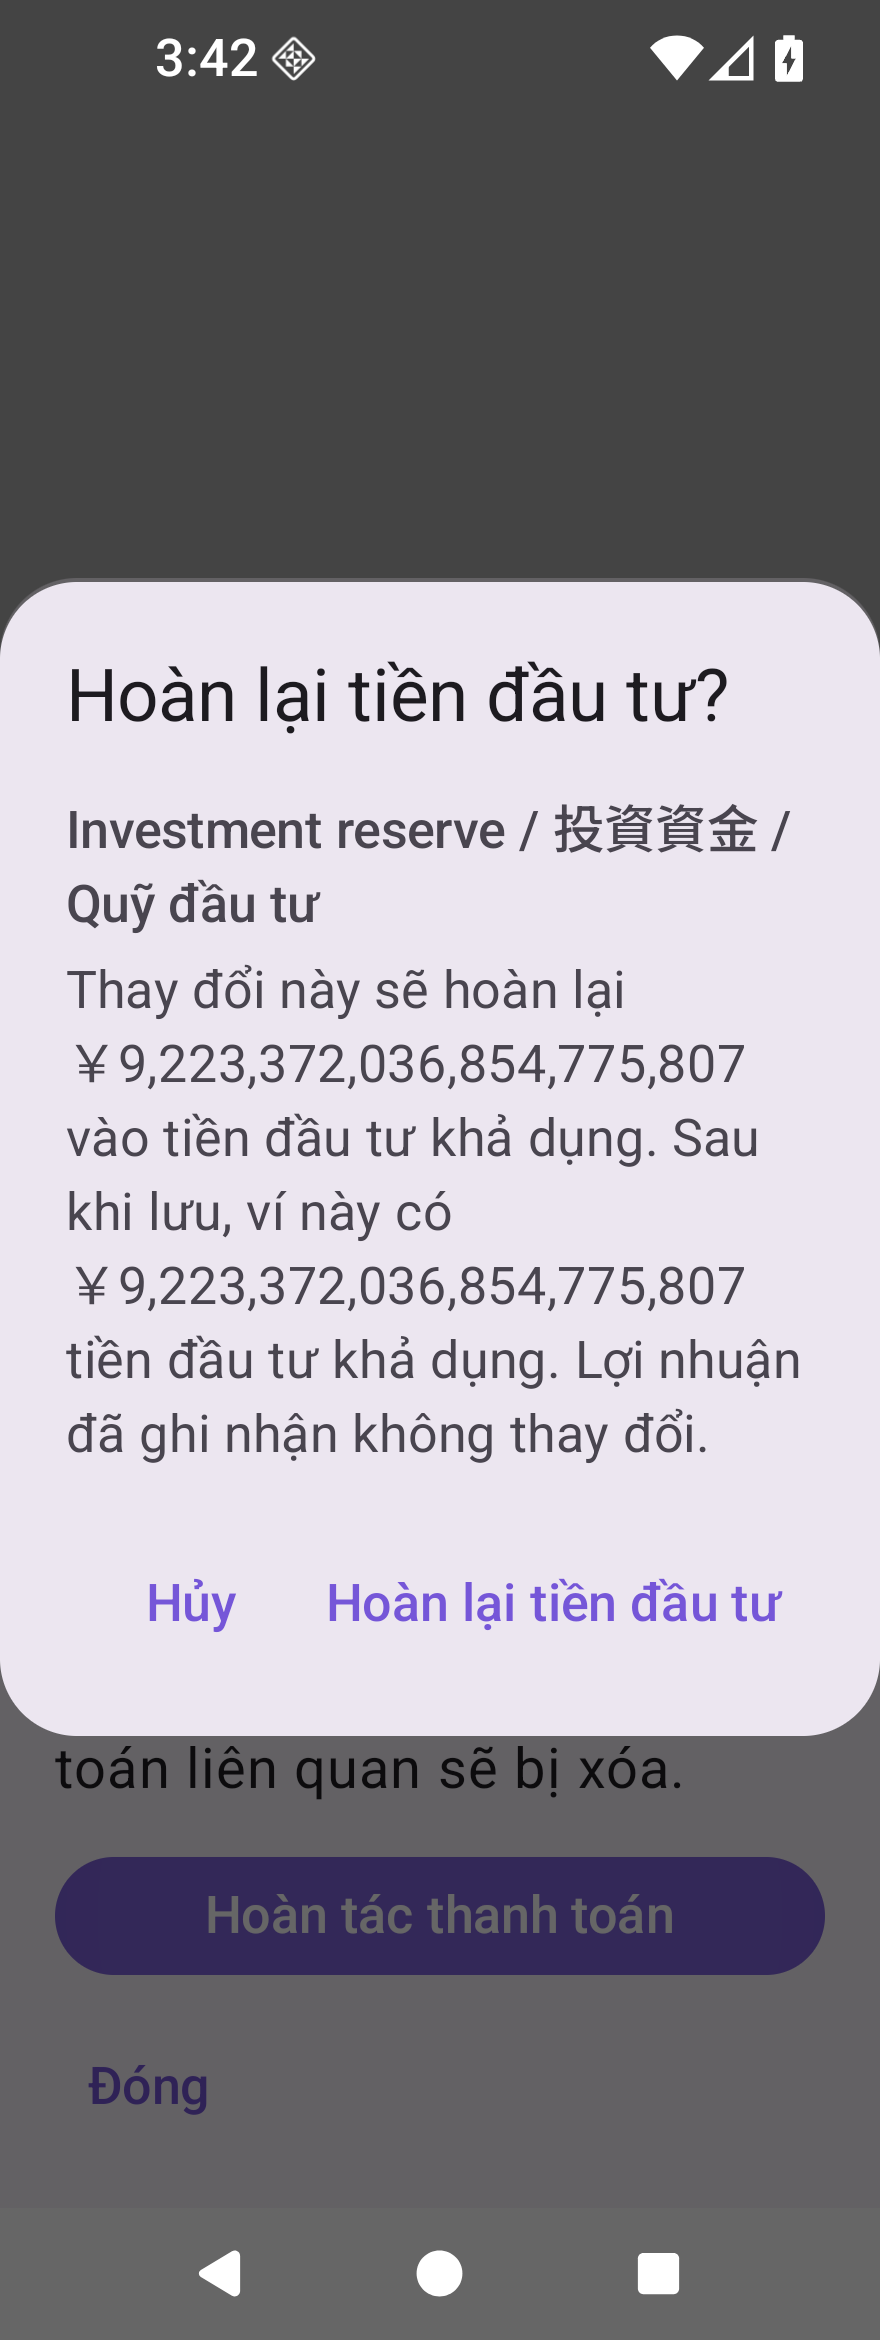 3:42
Hoàn lại tiền đầu tư?
Investment reserve / 投資資金 /
Quỹ đầu tư
Thay đổi này sẽ hoàn lại
￥9,223,372,036,854,775,807
vào tiền đầu tư khả dụng. Sau
khi lưu, ví này có
￥9,223,372,036,854,775,807
tiền đầu tư khả dụng. Lợi nhuận
đã ghi nhận không thay đổi.
Hủy Hoàn lại tiền đầu tư
toán liên quan sẽ bị xóa.
Hoàn tác thanh toán
Đóng